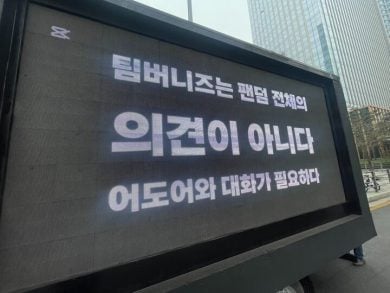 팀버니즈는 팬덤 전체의
의견이 아니다
어도어와 대화가 필요하다